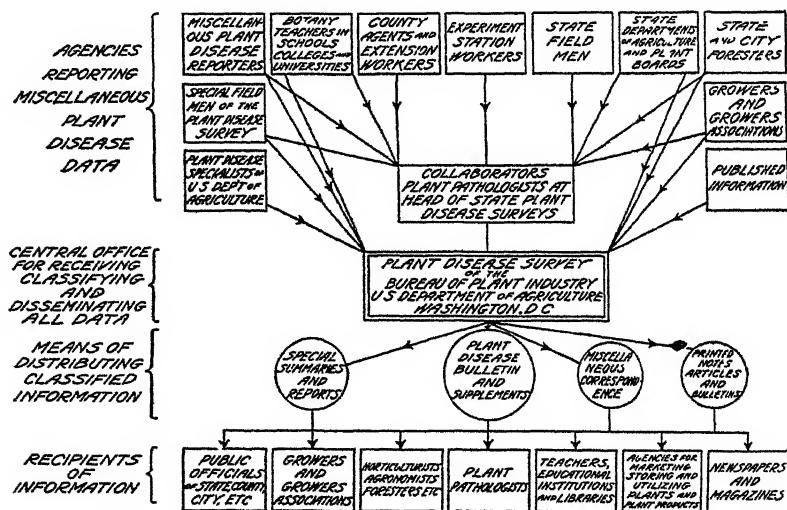 AGENCIES
REPORTING
MISCELLANEOUS
PLANT
DISEASE
DATA
MISCELLAN-
OUS PLANT
DISEASE
REPORTERS
BOTANY
TEACHERS IN
SCHOOLS
COLLEGES AND
UNIVERSITIES
COUNTY
AGENTS AND
EXTENSION
WORKERS
EXPERIMENT
STATION
WORKERS
STATE
FIELD
MEN
STATE
DEPARTMENTS
OF AGRICULTURE
AND PLANT
BOARDS
STATE
AND CITY
FORESTERS
SPECIAL FIELD
MEN OF THE
PLANT DISEASE
SURVEY
GROWERS
AND
GROWERS
ASSOCIATIONS
PLANT DISEASE
SPECIALISTS OF
U S DEPT OF
AGRICULTURE
COLLABORATORS
PLANT PATHOLOGISTS AT
HEAD OF STATE PLANT
DISEASE SURVEYS
PUBLISHED
INFORMATION
CENTRAL OFFICE
FOR RECEIVING
CLASSIFYING
AND
DISSEMINATING
ALL DATA
PLANT DISEASE SURVEY
OF THE
BUREAU OF PLANT INDUSTRY
U S DEPARTMENT OF AGRICULTURE
WASHINGTON, D C
MEANS OF
DISTRIBUTING
CLASSIFIED
INFORMATION
SPECIAL
SUMMARIES
AND
REPORTS
PLANT
DISEASE
BULLETIN
AND
SUPPLEMENTS
MISCELLA
NEOUS
CORRESPOND
ENCE
PRINTED
NOTES
ARTICLES
AND
BULLETINS
RECIPIENTS
OF
INFORMATION
PUBLIC
OFFICIALS
OF STATE, COUNTY,
CITY, ETC
GROWERS
AND
GROWERS
ASSOCIATIONS
HORTICULTURISTS
AGRONOMISTS
FORESTERS ETC
PLANT
PATHOLOGISTS
TEACHERS,
EDUCATIONAL
INSTITUTIONS
AND LIBRARIES
AGENCIES FOR
MARKETING
STORING AND
UTILIZING
PLANTS AND
PLANT PRODUCTS
NEWSPAPERS
AND
MAGAZINES